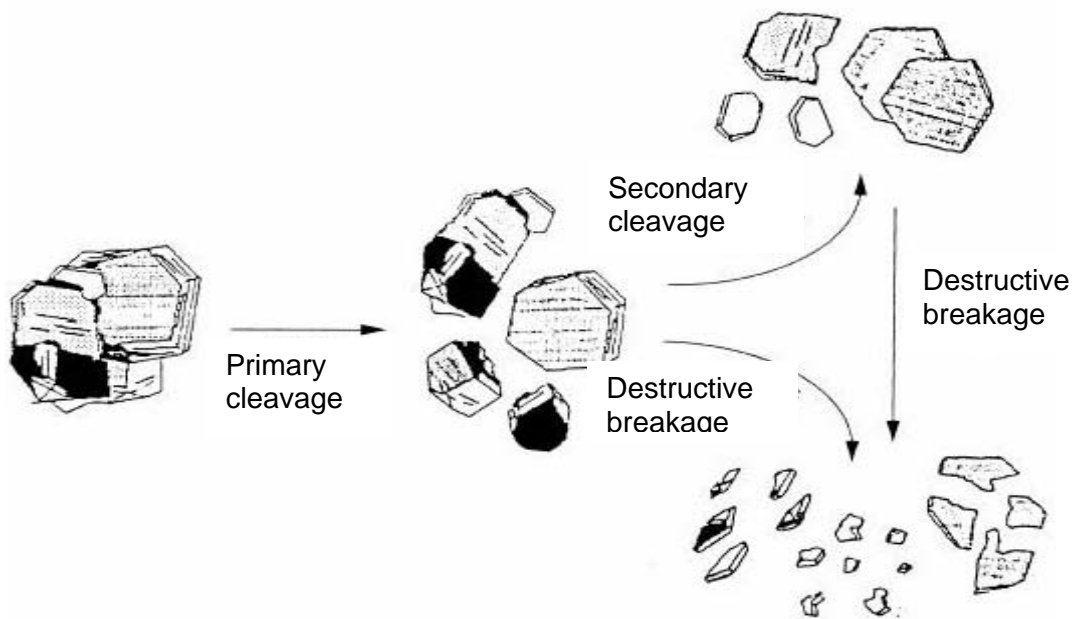 Primary
cleavage
Secondary
cleavage
Destructive
breakage
Destructive
breakage